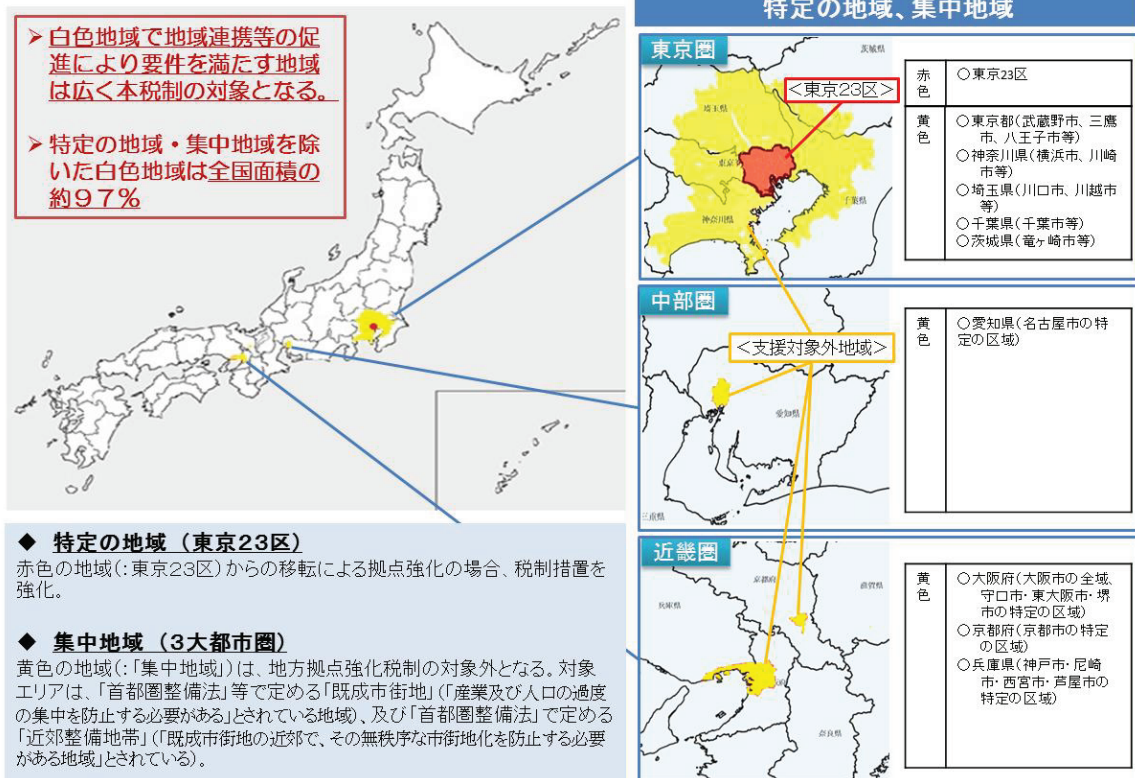 ➢ 白色地域で地域連携等の促
進により要件を満たす地域
は広く本税制の対象となる。
➢ 特定の地域・集中地域を除
いた白色地域は全国面積の
約97%
◆ 特定の地域（東京23区）
赤色の地域（:東京23区）からの移転による拠点強化の場合、税制措置を
強化。
◆ 集中地域（3大都市圏）
黄色の地域（:「集中地域」）は、地方拠点強化税制の対象外となる。対象
エリアは、「首都圏整備法」等で定める「既成市街地」（「産業及び人口の過度
の集中を防止する必要がある」とされている地域）、及び「首都圏整備法」で定める
「近郊整備地帯」（「既成市街地の近郊で、その無秩序な市街地化を防止する必要
がある地域」とされている）。
特定の地域、集中地域
東京圏
茨城県
埼玉県
<東京23区>
東京
千葉県
神奈川県
赤色
○東京23区
黄色
○東京都（武蔵野市、三鷹
市、八王子市等）
○神奈川県（横浜市、川崎
市等）
○埼玉県（川口市、川越市
等）
○千葉県（千葉市等）
○茨城県（竜ヶ崎市等）
中部圏
<支援対象外地域>
愛知県
三重県
黄色
○愛知県（名古屋市の特
定の区域）
近畿圏
京都府
滋賀県
兵庫県
奈良県
黄色
○大阪府（大阪市の全域、
守口市・東大阪市・堺
市の特定の区域）
○京都府（京都市の特定
の区域）
○兵庫県（神戸市・尼崎
市・西宮市・芦屋市の
特定の区域）